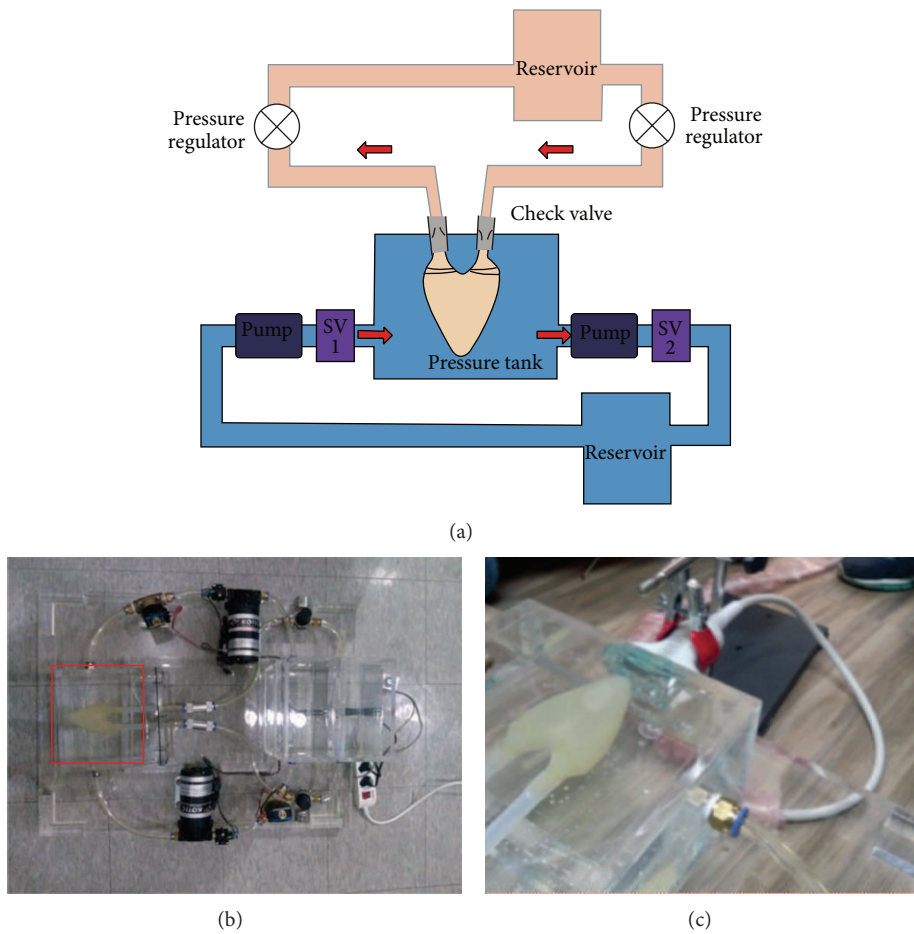 Reservoir
Pressure
regulator
Pressure
regulator
Check valve
Pump
SV
1
Pump
SV
2
Pressure tank
Reservoir
(a)
(b)
(c)